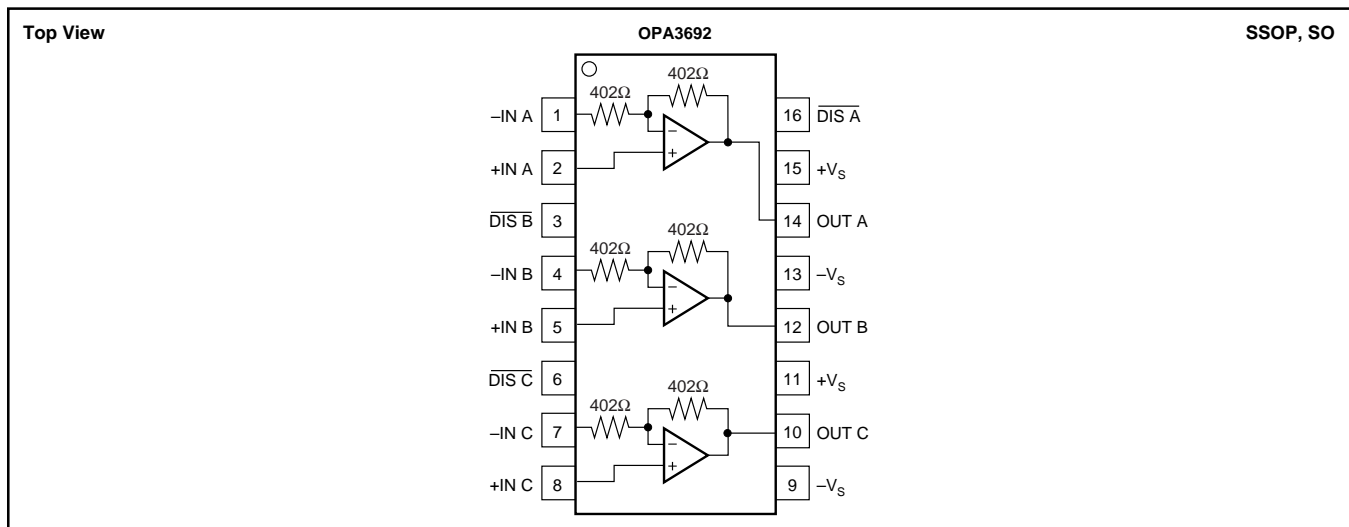 Top View OPA3692 SSOP, SO
402Ω
402Ω
–IN A 1
16 DIS A
+IN A 2
15 +VS
DIS B 3
14 OUT A
402Ω
402Ω
–IN B 4
13 –VS
+IN B 5
12 OUT B
DIS C 6
11 +VS
402Ω
402Ω
–IN C 7
10 OUT C
+IN C 8
9 –VS